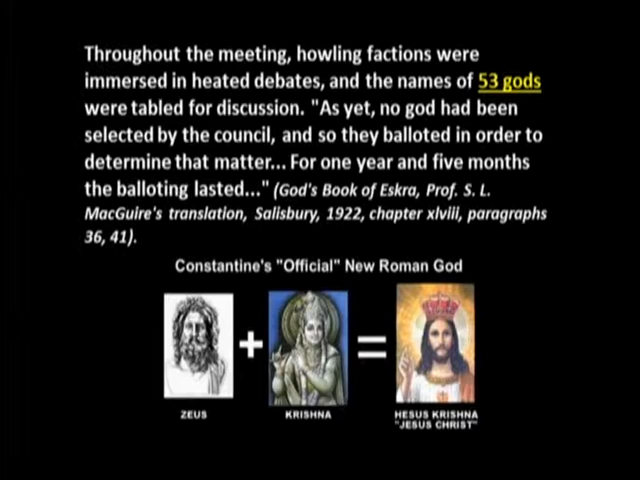 Throughout the meeting, howling factions were
immersed in heated debates, and the names of 53 gods
were tabled for discussion. "As yet, no god had been
selected by the council, and so they balloted in order to
determine that matter... For one year and five months
the balloting lasted..." (God's Book of Eskra, Prof. S. L.
MacGuire's translation, Salisbury, 1922, chapter xlviii, paragraphs
36, 41).
Constantine's "Official" New Roman God
+ =
ZEUS KRISHNA HESUS KRISHNA
"JESUS CHRIST"